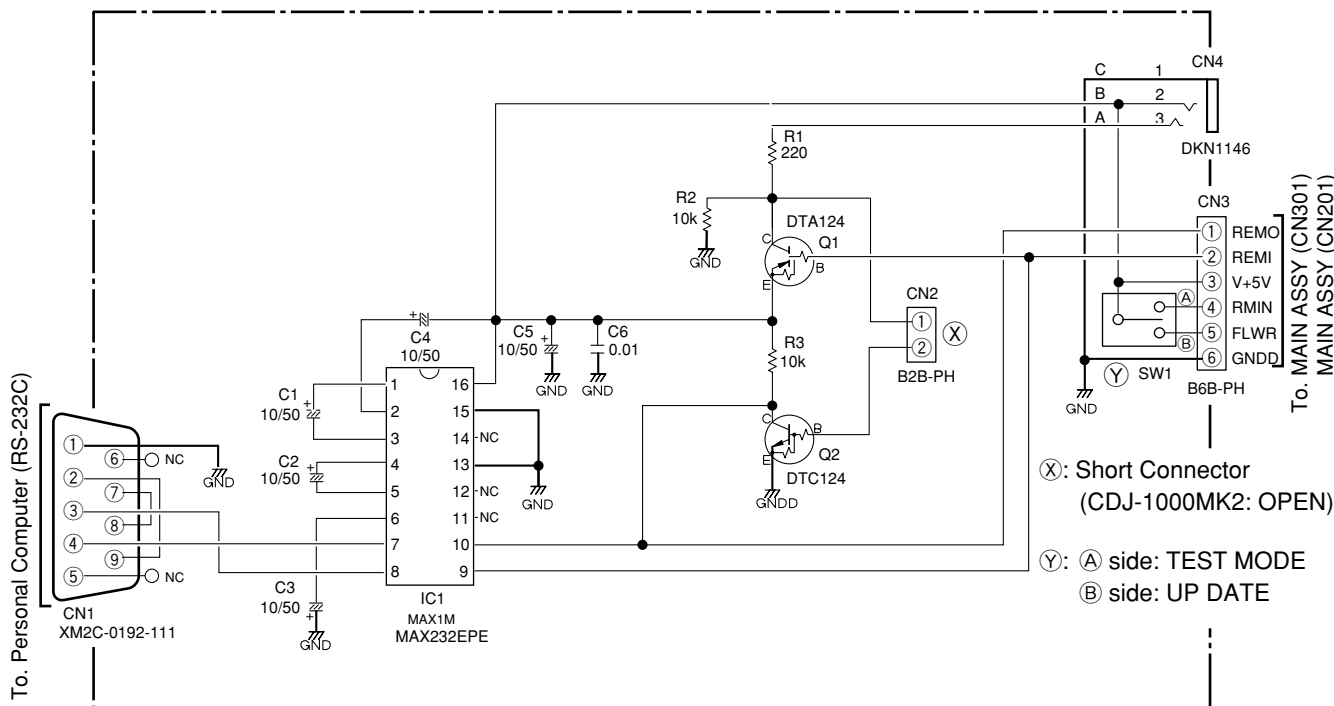 CN4
C 1
B 2
A 3
DKN1146
R1
220
R2
10k
GND
DTA124
Q1
C
B
E
CN3
1 REMO
2 REMI
3 V+5V
4 RMIN
5 FLWR
6 GNDD
A
B
Y SW1
B6B-PH
GND
To. MAIN ASSY (CN301)
MAIN ASSY (CN201)
CN2
1
2
X
B2B-PH
+
C4
10/50
C5
10/50
+
GND
C6
0.01
GND
R3
10k
C
B
E
Q2
DTC124
GNDD
C1
10/50
+
C2
10/50
+
C3
10/50
+
GND
1 16
2 15
3 14 NC
4 13
5 12 NC
6 11 NC
7 10
8 9
GND
IC1
MAX1M
MAX232EPE
To. Personal Computer (RS-232C)
1
6 NC
2
7
3
8
4
9
5 NC
GND
CN1
XM2C-0192-111
X: Short Connector
(CDJ-1000MK2: OPEN)
Y: A side: TEST MODE
B side: UP DATE